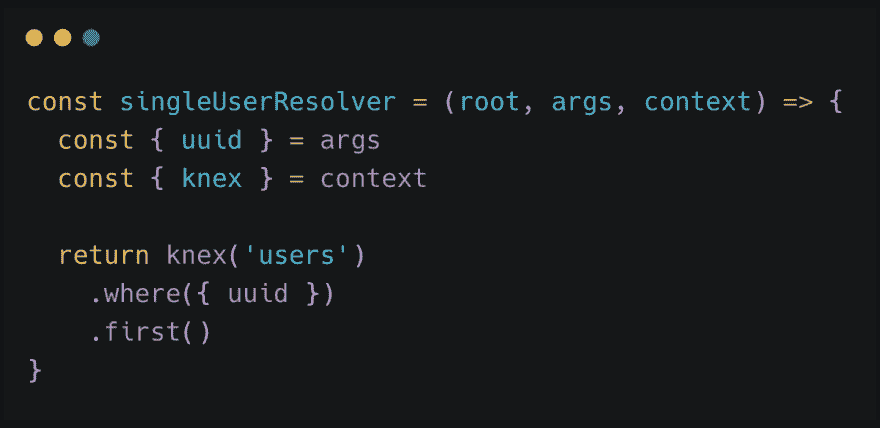 const singleUserResolver = (root, args, context) => {
  const { uuid } = args
  const { knex } = context

  return knex('users')
    .where({ uuid })
    .first()
}